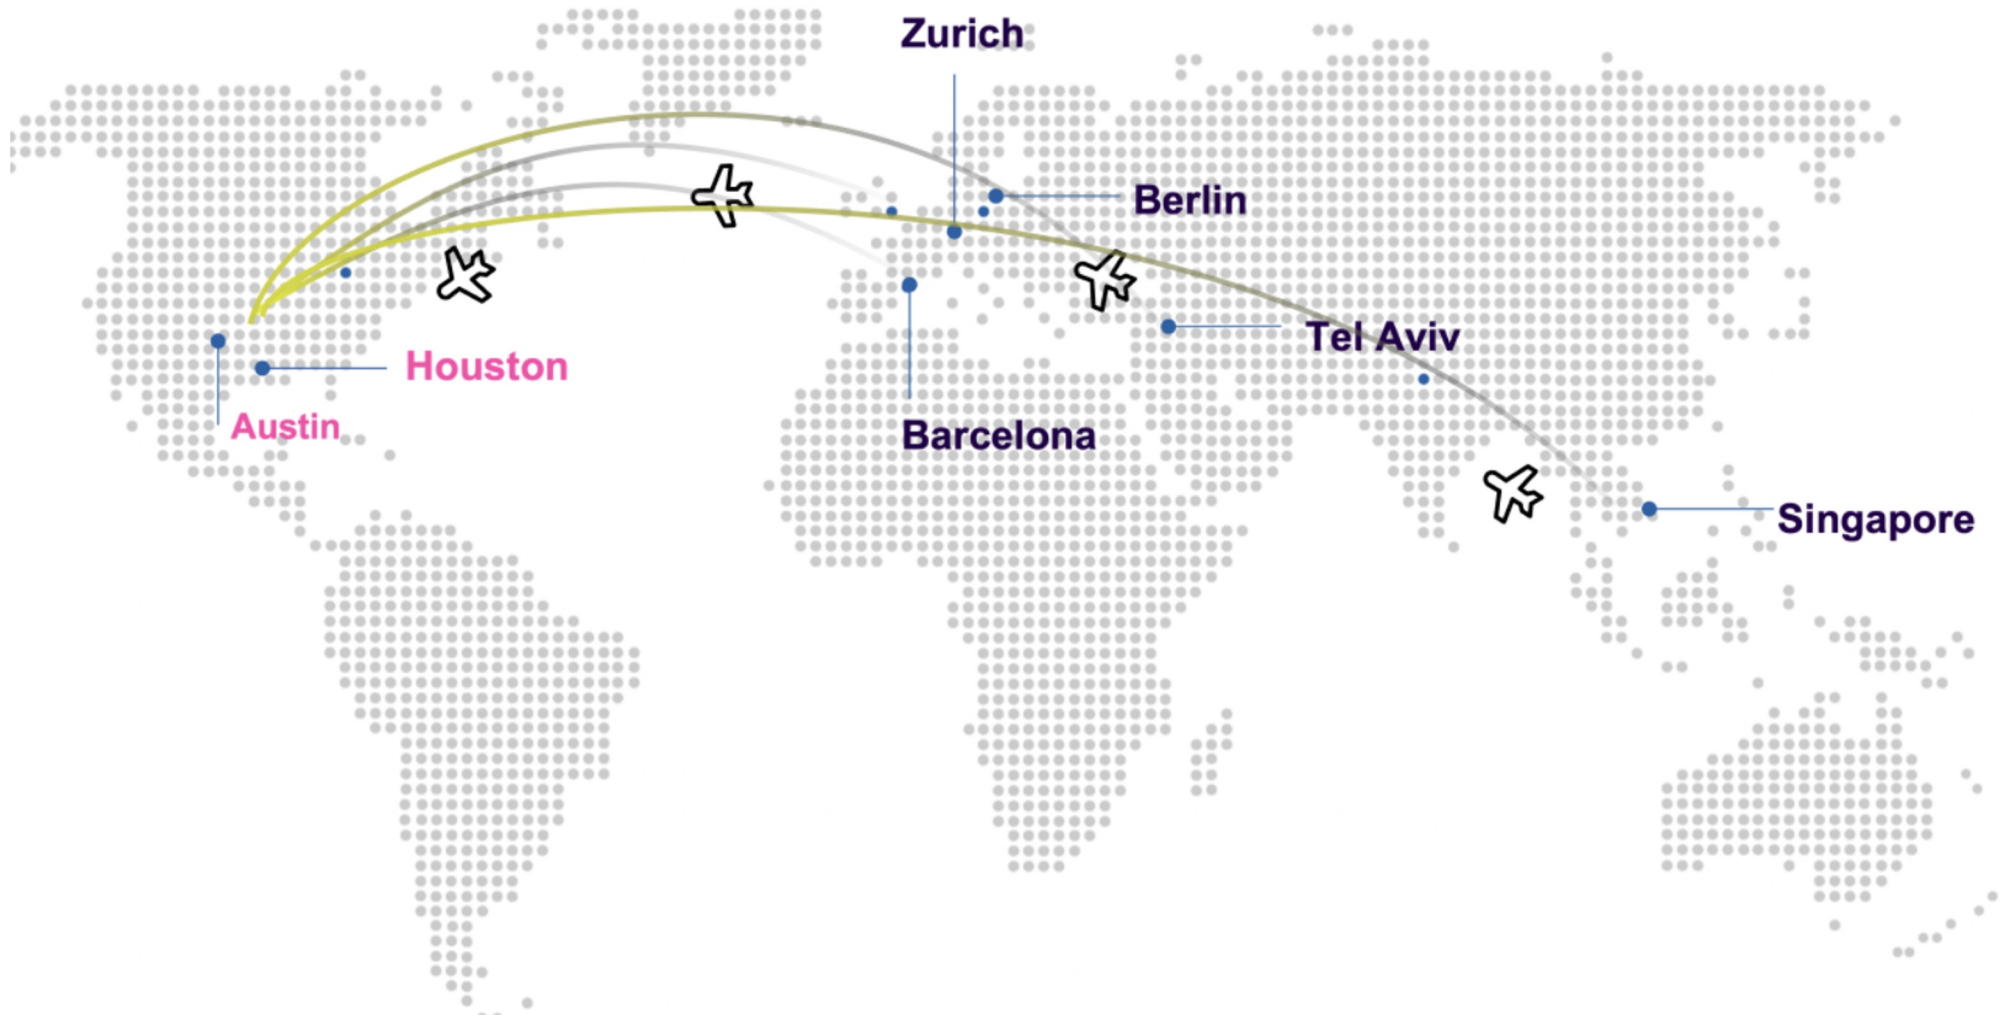 Zurich
Berlin
Tel Aviv
Houston
Austin
Barcelona
Singapore